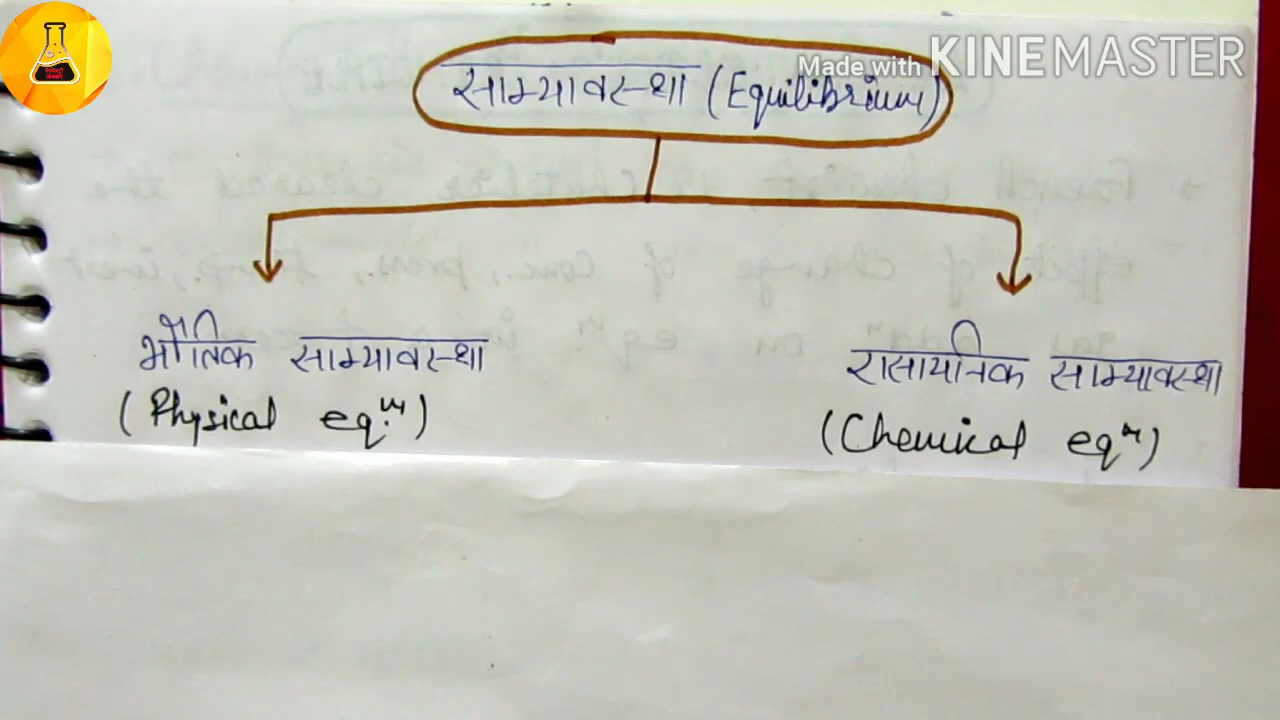 Made with KINEMASTER
साम्यावस्था (Equilibrium)
भौतिक साम्यावस्था
(Physical eqᵐ.)
रासायनिक साम्यावस्था
(Chemical eqᵐ)